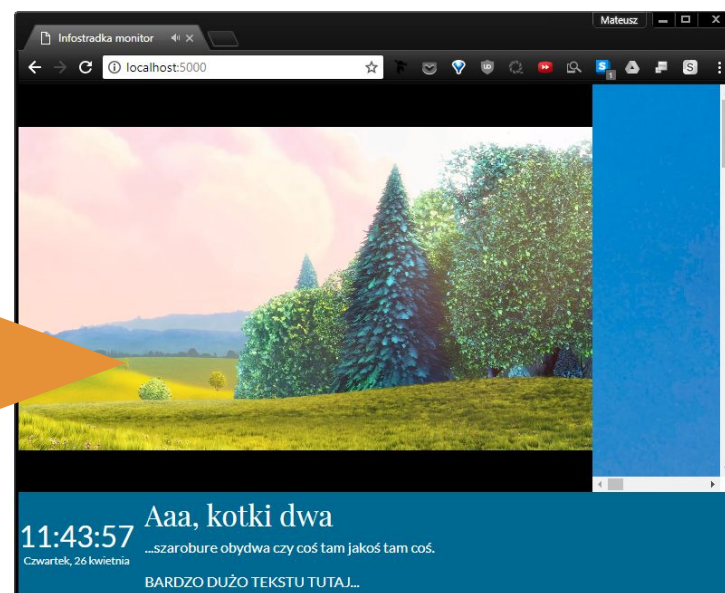 Mateusz
Infostradka monitor
localhost:5000
1
S
11:43:57
Czwartek, 26 kwietnia
Aaa, kotki dwa
...szarobure obydwa czy coś tam jakoś tam coś.
BARDZO DUŻO TEKSTU TUTAJ...